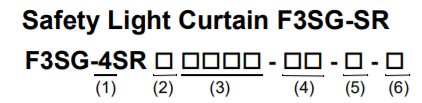 Safety Light Curtain F3SG-SR
F3SG-4SR □ □□□□ - □□ - □ - □
(1) (2) (3) (4) (5) (6)